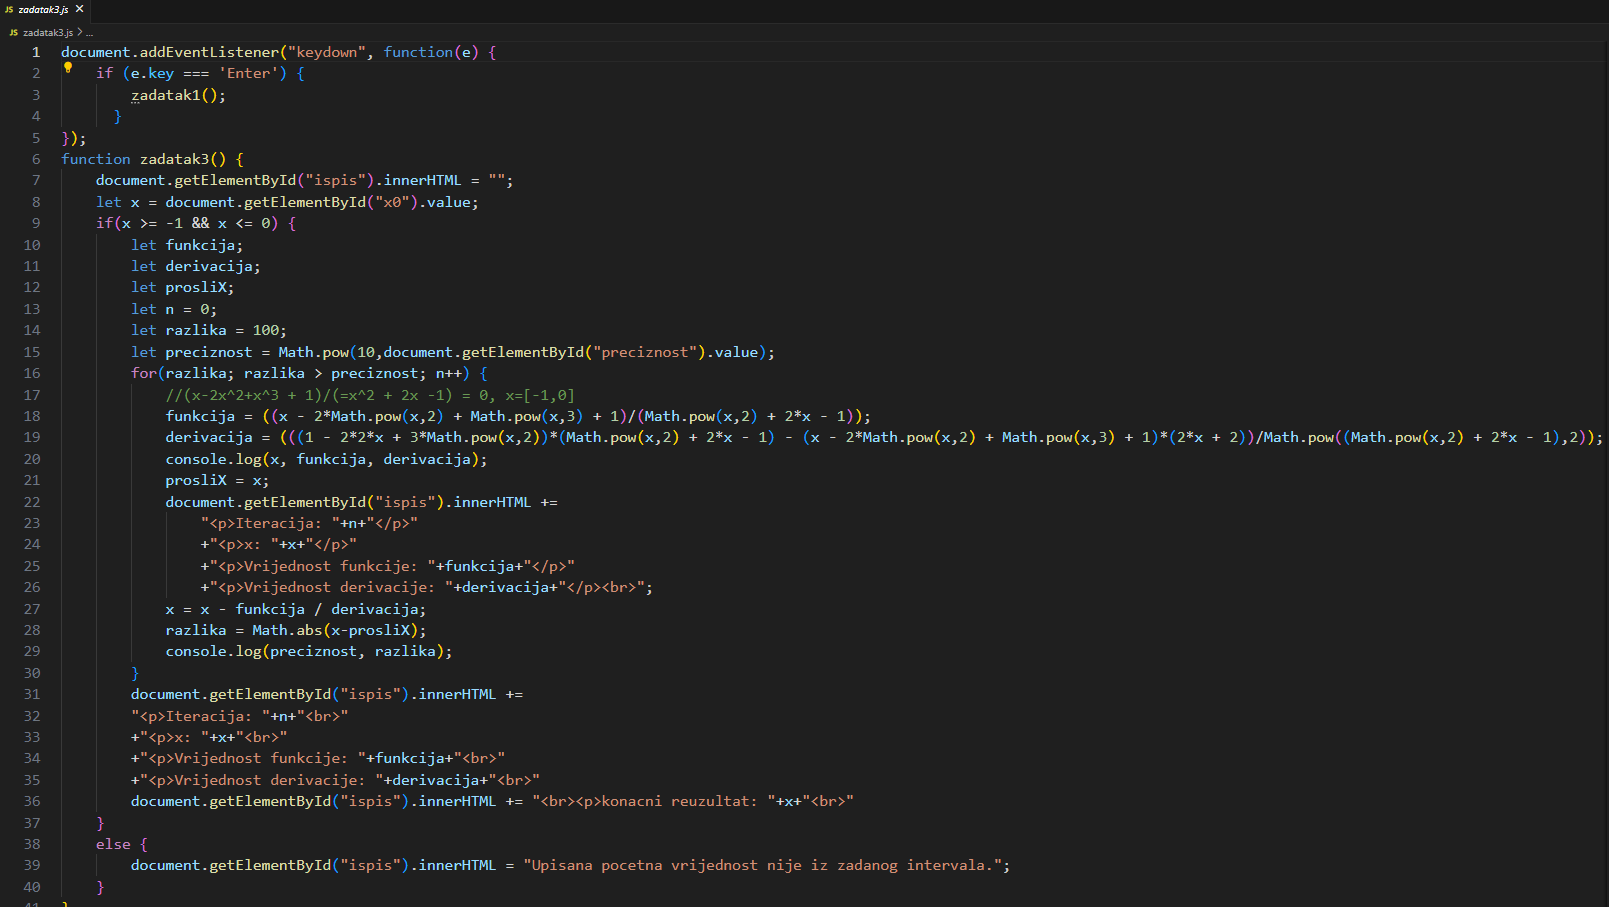 JS zadatak3.js ×
JS zadatak3.js > ...
1 document.addEventListener("keydown", function(e) {
2 if (e.key === 'Enter') {
3 zadatak1();
4 }
5 });
6 function zadatak3() {
7 document.getElementById("ispis").innerHTML = "";
8 let x = document.getElementById("x0").value;
9 if(x >= -1 && x <= 0) {
10 let funkcija;
11 let derivacija;
12 let prosliX;
13 let n = 0;
14 let razlika = 100;
15 let preciznost = Math.pow(10,document.getElementById("preciznost").value);
16 for(razlika; razlika > preciznost; n++) {
17 //(x-2x^2+x^3 + 1)/(=x^2 + 2x -1) = 0, x=[-1,0]
18 funkcija = ((x - 2*Math.pow(x,2) + Math.pow(x,3) + 1)/(Math.pow(x,2) + 2*x - 1));
19 derivacija = (((1 - 2*2*x + 3*Math.pow(x,2))*(Math.pow(x,2) + 2*x - 1) - (x - 2*Math.pow(x,2) + Math.pow(x,3) + 1)*(2*x + 2))/Math.pow((Math.pow(x,2) + 2*x - 1),2));
20 console.log(x, funkcija, derivacija);
21 prosliX = x;
22 document.getElementById("ispis").innerHTML +=
23 "<p>Iteracija: "+n+"</p>"
24 +"<p>x: "+x+"</p>"
25 +"<p>Vrijednost funkcije: "+funkcija+"</p>"
26 +"<p>Vrijednost derivacije: "+derivacija+"</p><br>";
27 x = x - funkcija / derivacija;
28 razlika = Math.abs(x-prosliX);
29 console.log(preciznost, razlika);
30 }
31 document.getElementById("ispis").innerHTML +=
32 "<p>Iteracija: "+n+"<br>"
33 +"<p>x: "+x+"<br>"
34 +"<p>Vrijednost funkcije: "+funkcija+"<br>"
35 +"<p>Vrijednost derivacije: "+derivacija+"<br>"
36 document.getElementById("ispis").innerHTML += "<br><p>konacni reuzultat: "+x+"<br>"
37 }
38 else {
39 document.getElementById("ispis").innerHTML = "Upisana pocetna vrijednost nije iz zadanog intervala.";
40 }